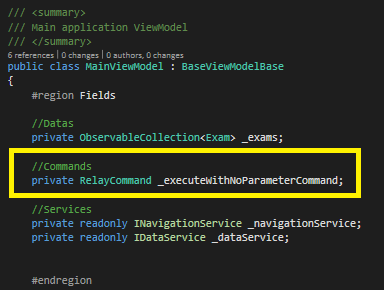 /// <summary>
/// Main application ViewModel
/// </summary>
6 references | 0 changes | 0 authors, 0 changes
public class MainViewModel : BaseViewModelBase
{
#region Fields
//Datas
private ObservableCollection<Exam> _exams;
//Commands
private RelayCommand _executeWithNoParameterCommand;
//Services
private readonly INavigationService _navigationService;
private readonly IDataService _dataService;
#endregion